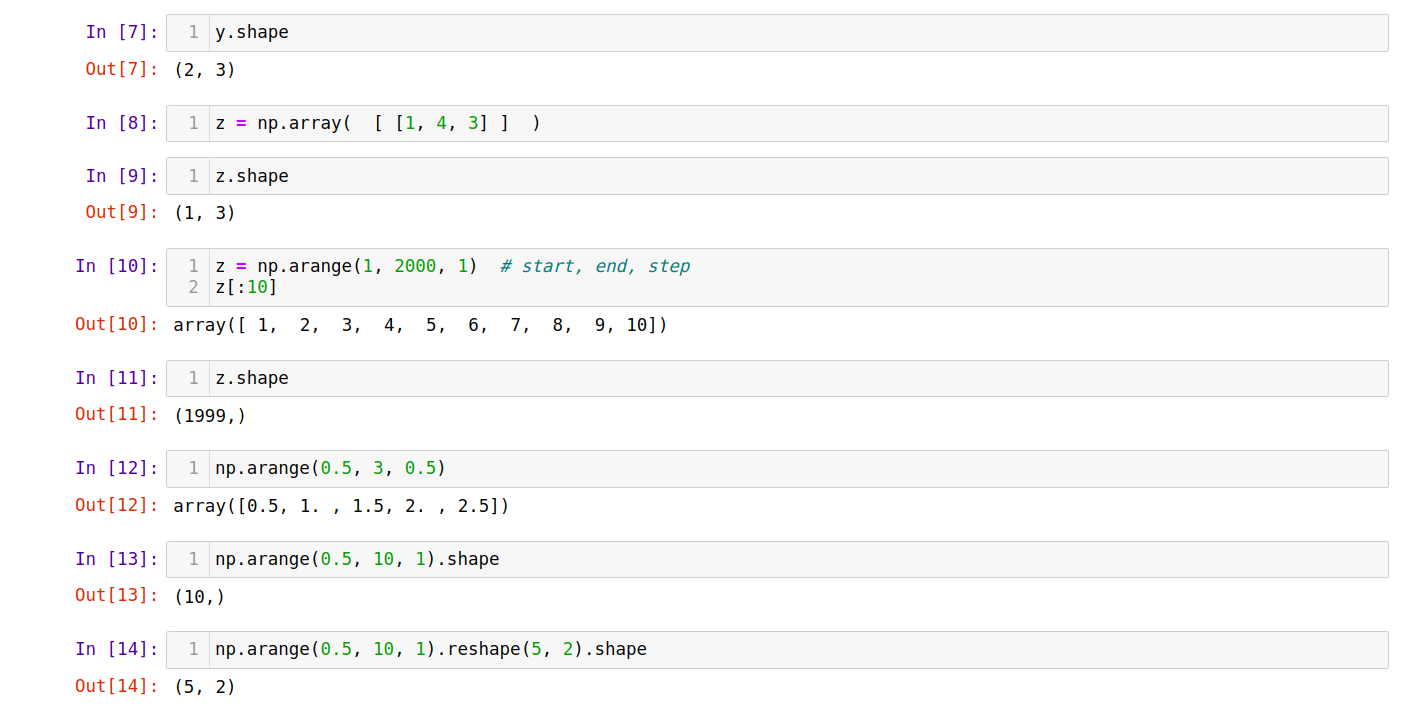 In [7]: 1 y.shape
Out[7]: (2, 3)
In [8]: 1 z = np.array(  [ [1, 4, 3] ]  )
In [9]: 1 z.shape
Out[9]: (1, 3)
In [10]: 1 z = np.arange(1, 2000, 1)  # start, end, step
2 z[:10]
Out[10]: array([ 1,  2,  3,  4,  5,  6,  7,  8,  9, 10])
In [11]: 1 z.shape
Out[11]: (1999,)
In [12]: 1 np.arange(0.5, 3, 0.5)
Out[12]: array([0.5, 1. , 1.5, 2. , 2.5])
In [13]: 1 np.arange(0.5, 10, 1).shape
Out[13]: (10,)
In [14]: 1 np.arange(0.5, 10, 1).reshape(5, 2).shape
Out[14]: (5, 2)